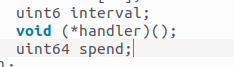 uint6 interval;
void (*handler)();
uint64 spend;